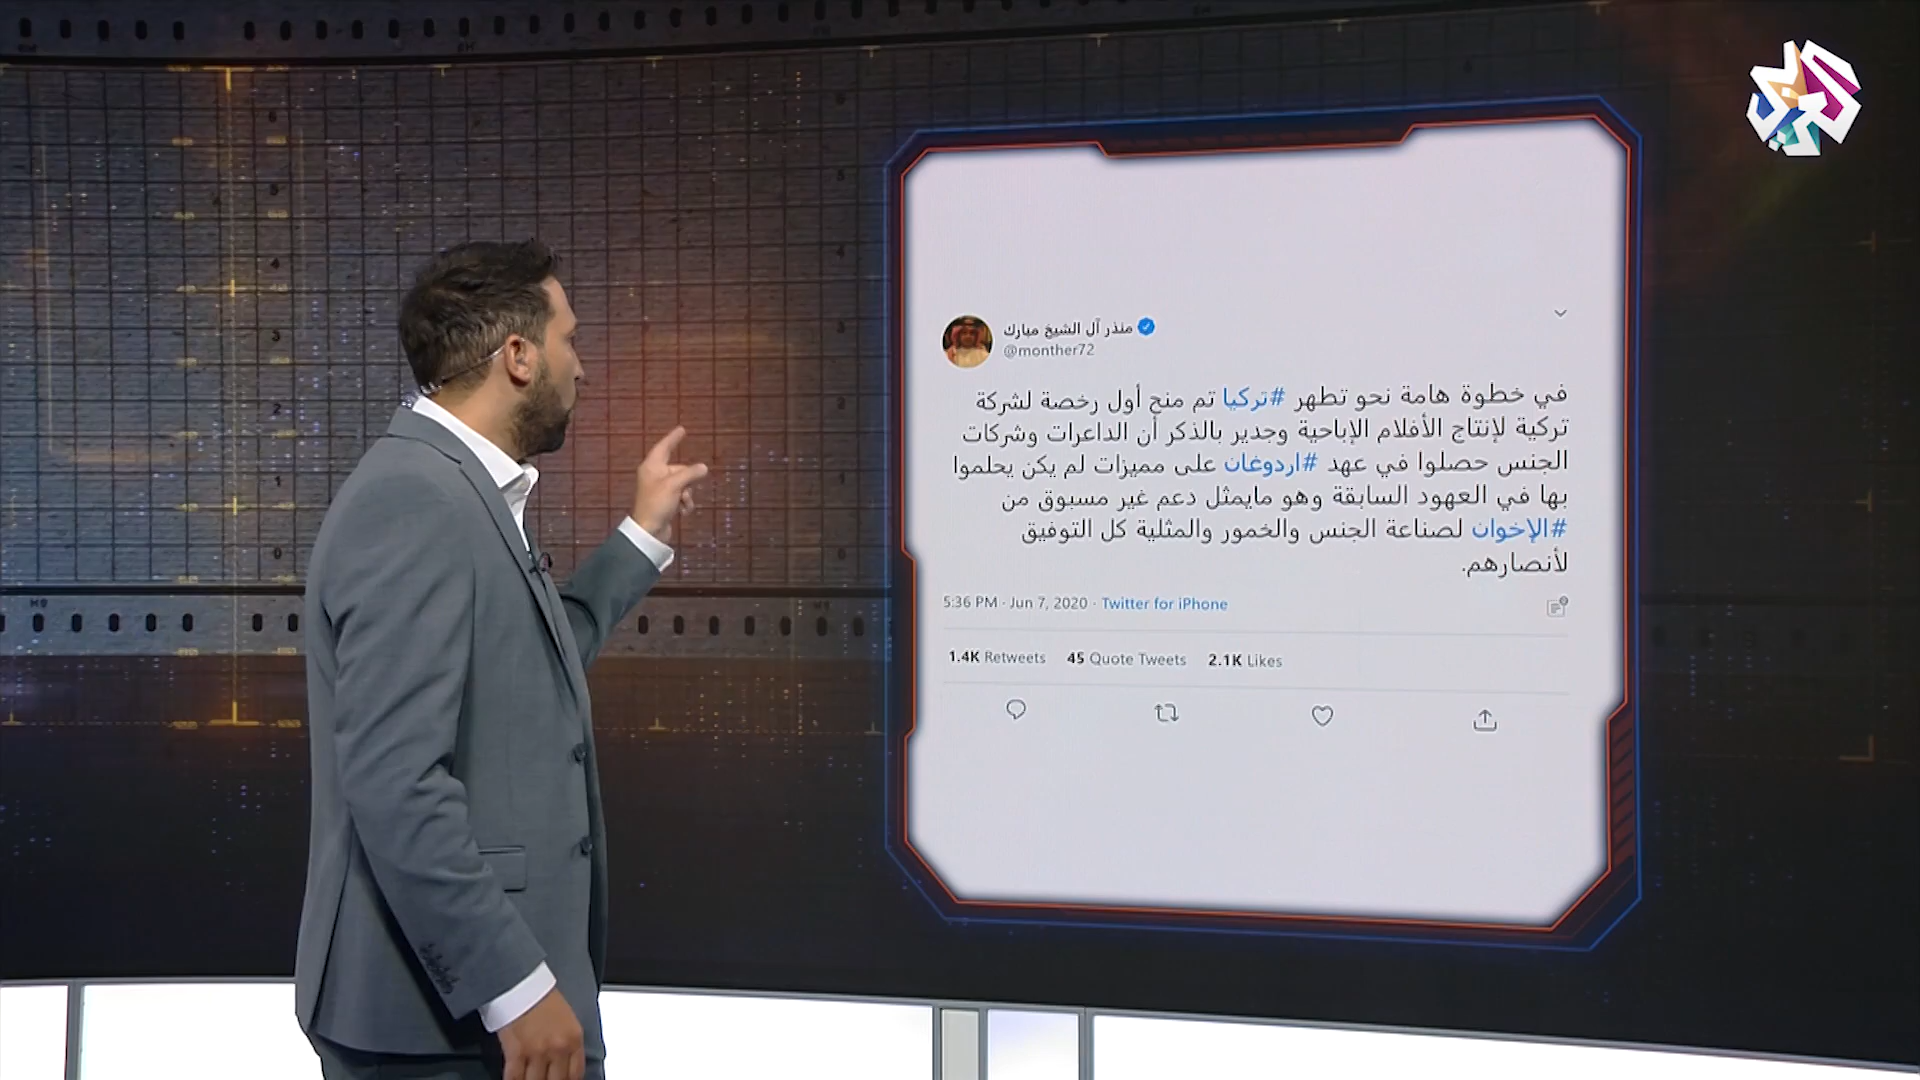 منذر آل الشيخ مبارك
@monther72
في خطوة هامة نحو تطهر #تركيا تم منح أول رخصة لشركة
تركية لإنتاج الأفلام الإباحية وجدير بالذكر أن الداعرات وشركات
الجنس حصلوا في عهد #اردوغان على مميزات لم يكن يحلموا
بها في العهود السابقة وهو مايمثل دعم غير مسبوق من
#الإخوان لصناعة الجنس والخمور والمثلية كل التوفيق
لأنصارهم.
5:36 PM · Jun 7, 2020 · Twitter for iPhone
1.4K Retweets 45 Quote Tweets 2.1K Likes